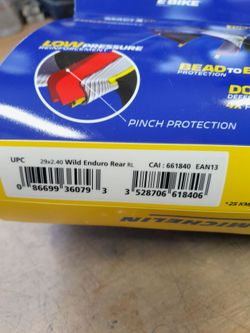 E BIKE
LOW PRESSURE
REINFORCEMENT
BEAD TO B
PROTECTION
PINCH PROTECTION
UPC 29x2.40 Wild Enduro Rear RL CAI : 661840 EAN13
0 86699 36079 3 3 528706 618406
MICHELIN